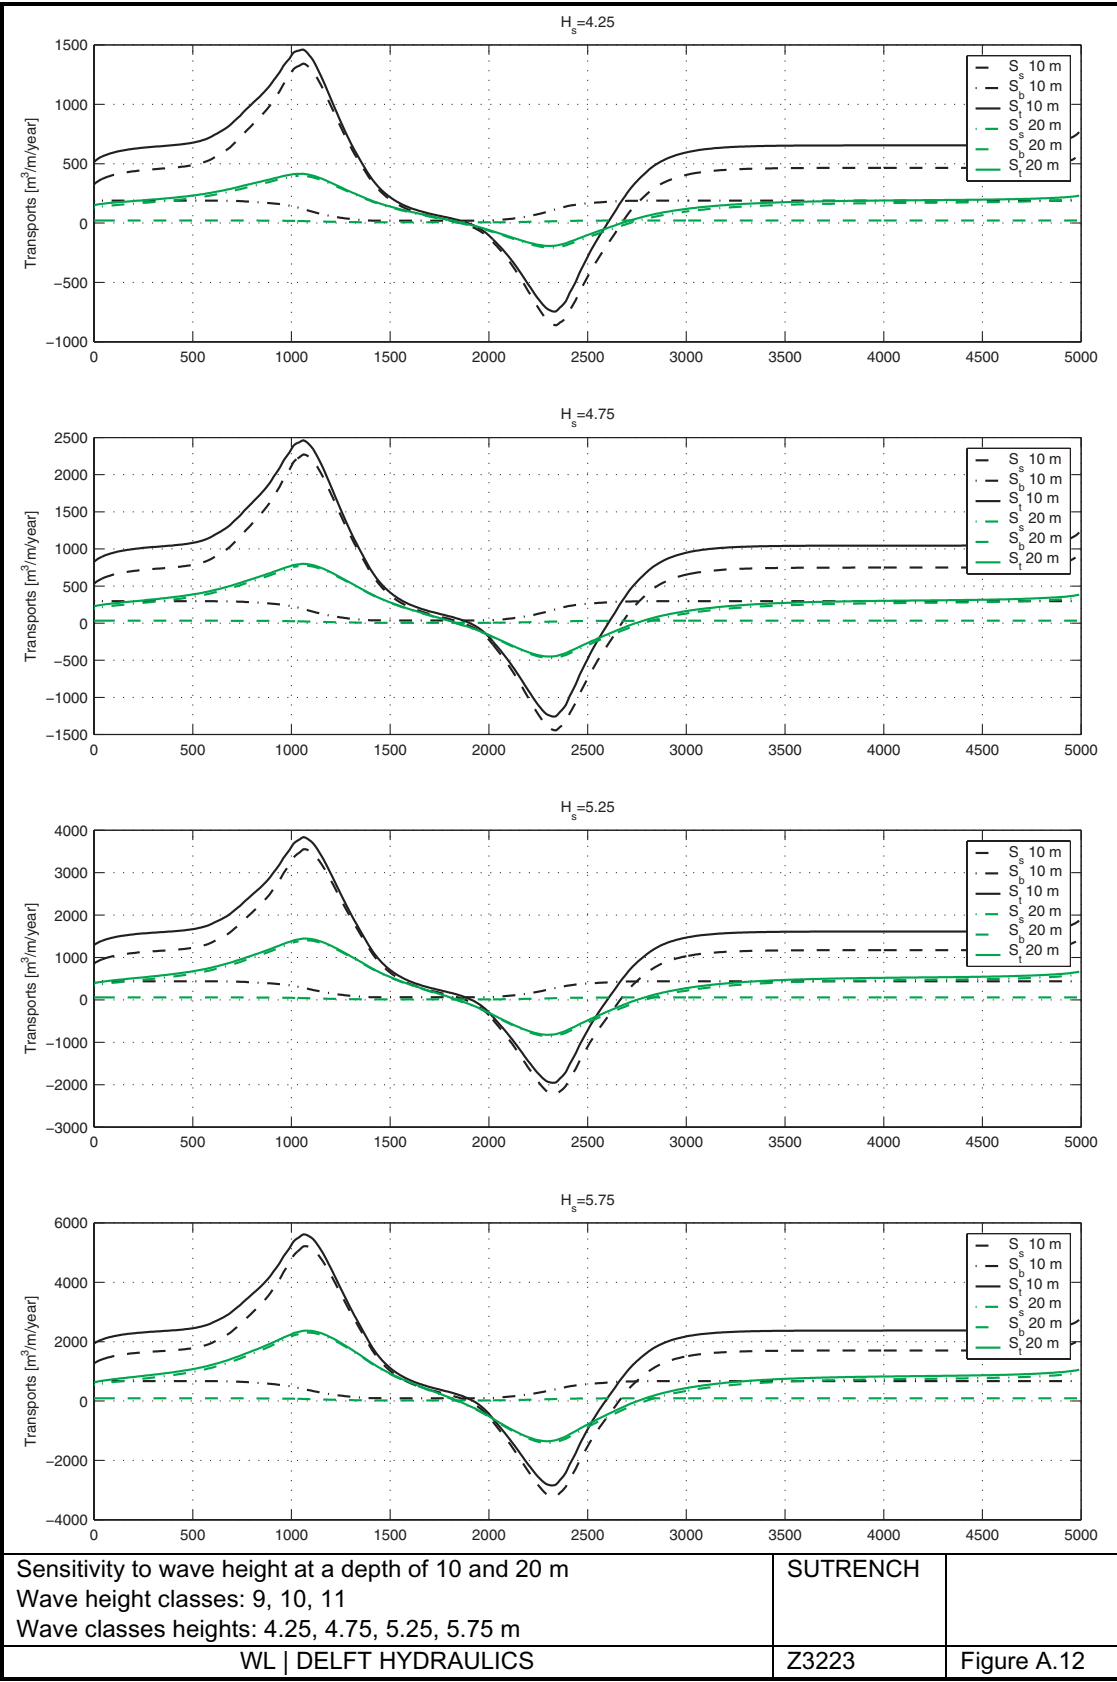 H_s=4.25
1500
1000
500
0
−500
−1000
Transports [m³/m/year]
0 500 1000 1500 2000 2500 3000 3500 4000 4500 5000
S_s 10 m
S_b 10 m
S_t 10 m
S_s 20 m
S_b 20 m
S_t 20 m
H_s=4.75
2500
2000
1500
1000
500
0
−500
−1000
−1500
Transports [m³/m/year]
0 500 1000 1500 2000 2500 3000 3500 4000 4500 5000
S_s 10 m
S_b 10 m
S_t 10 m
S_s 20 m
S_b 20 m
S_t 20 m
H_s=5.25
4000
3000
2000
1000
0
−1000
−2000
−3000
Transports [m³/m/year]
0 500 1000 1500 2000 2500 3000 3500 4000 4500 5000
S_s 10 m
S_b 10 m
S_t 10 m
S_s 20 m
S_b 20 m
S_t 20 m
H_s=5.75
6000
4000
2000
0
−2000
−4000
Transports [m³/m/year]
0 500 1000 1500 2000 2500 3000 3500 4000 4500 5000
S_s 10 m
S_b 10 m
S_t 10 m
S_s 20 m
S_b 20 m
S_t 20 m
Sensitivity to wave height at a depth of 10 and 20 m
Wave height classes: 9, 10, 11
Wave classes heights: 4.25, 4.75, 5.25, 5.75 m
SUTRENCH
WL | DELFT HYDRAULICS
Z3223
Figure A.12